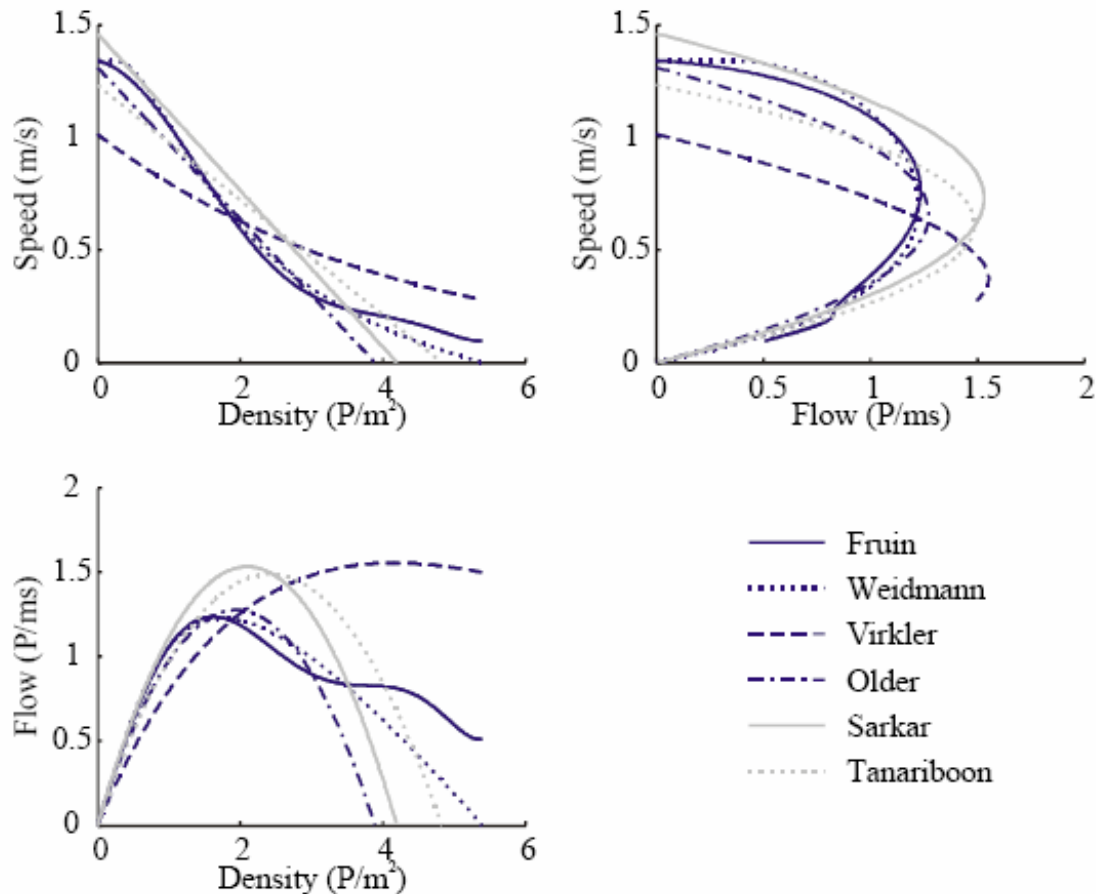 1.5
1
0.5
0
Speed (m/s)
0 2 4 6
Density (P/m²)
1.5
1
0.5
0
Speed (m/s)
0 0.5 1 1.5 2
Flow (P/ms)
2
1.5
1
0.5
0
Flow (P/ms)
0 2 4 6
Density (P/m²)
Fruin
Weidmann
Virkler
Older
Sarkar
Tanariboon